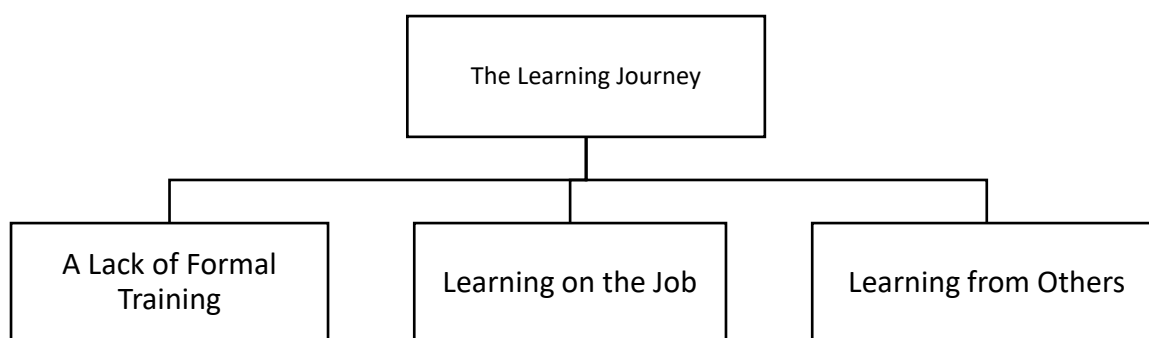 The Learning Journey
A Lack of Formal
Training
Learning on the Job
Learning from Others